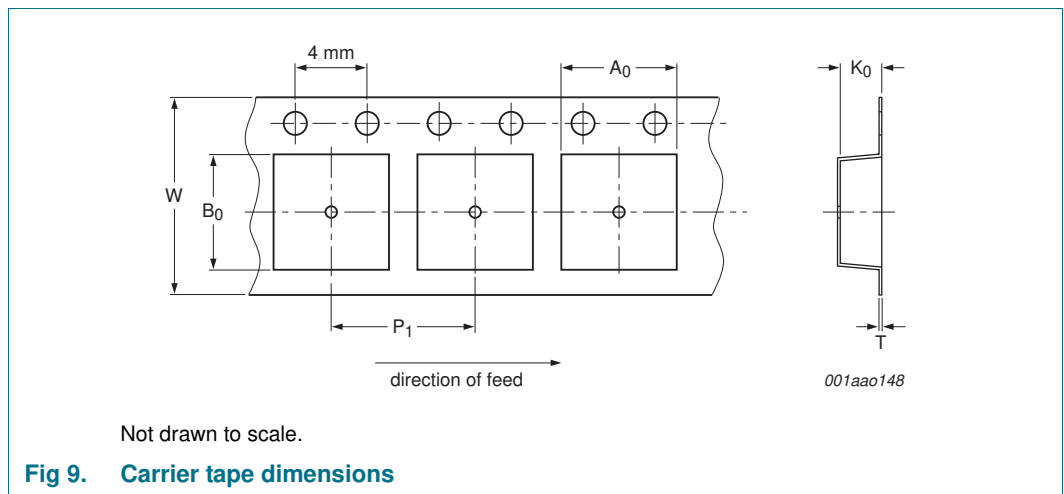 4 mm
A0
K0
W
B0
P1
T
direction of feed
001aao148
Not drawn to scale.
Fig 9. Carrier tape dimensions